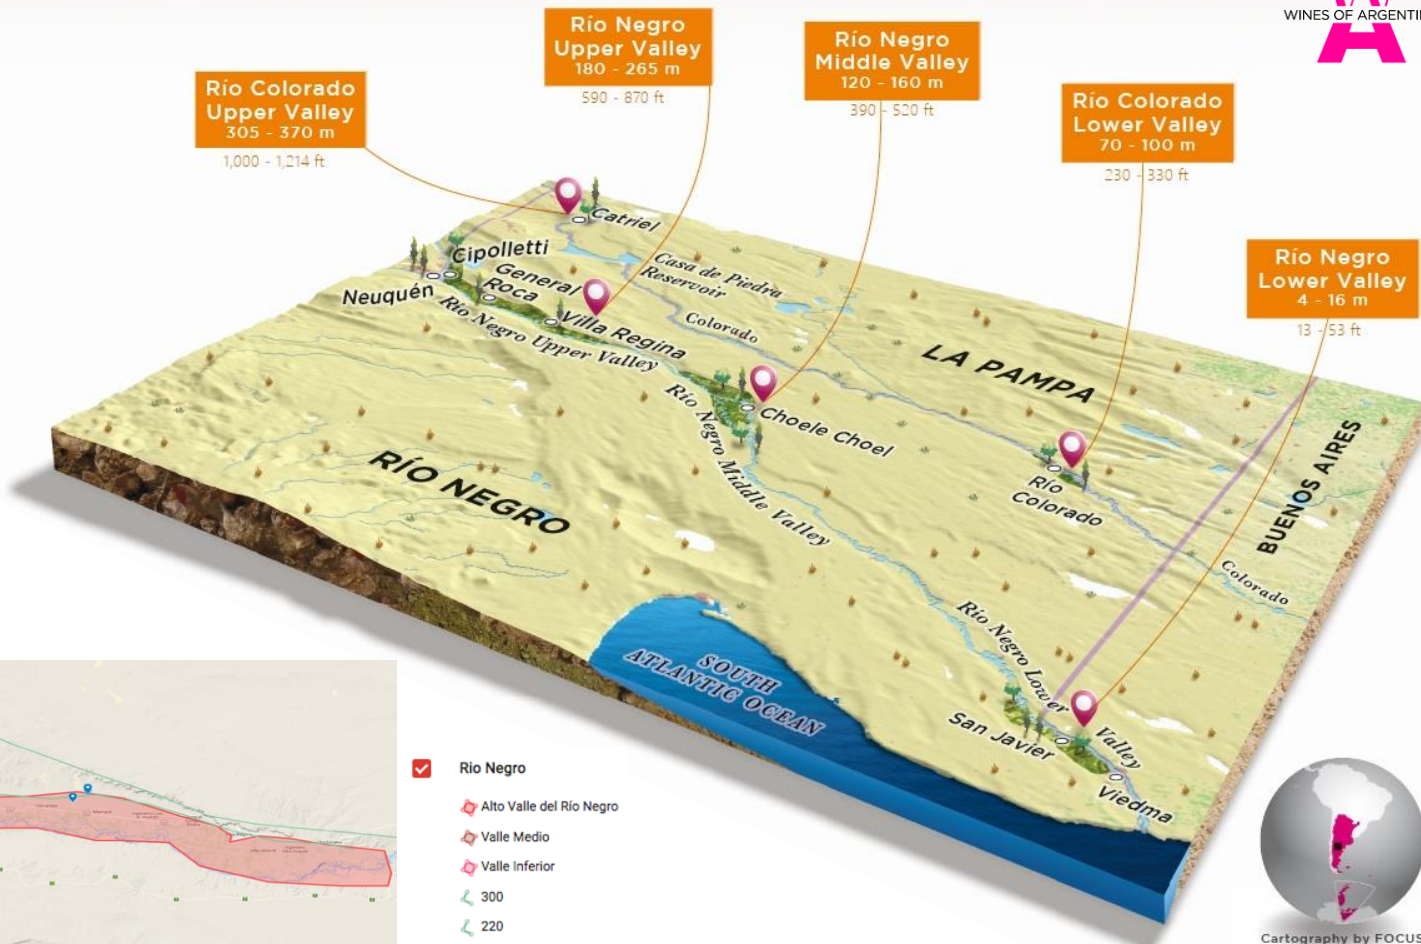 WINES OF ARGENTI
Río Colorado
Upper Valley
305 - 370 m
1,000 - 1,214 ft
Río Negro
Upper Valley
180 - 265 m
590 - 870 ft
Río Negro
Middle Valley
120 - 160 m
390 - 520 ft
Río Colorado
Lower Valley
70 - 100 m
230 - 330 ft
Río Negro
Lower Valley
4 - 16 m
13 - 53 ft
Catriel
Cipolletti
Neuquén
General
Roca
Villa Regina
Río Negro Upper Valley
Casa de Piedra
Reservoir
Colorado
LA PAMPA
Choele Choel
Río Negro Middle Valley
RÍO NEGRO
Río
Colorado
BUENOS AIRES
Colorado
SOUTH
ATLANTIC OCEAN
Río Negro Lower Valley
San Javier
Viedma
Rio Negro
Alto Valle del Río Negro
Valle Medio
Valle Inferior
300
220
Cartography by FOCUS